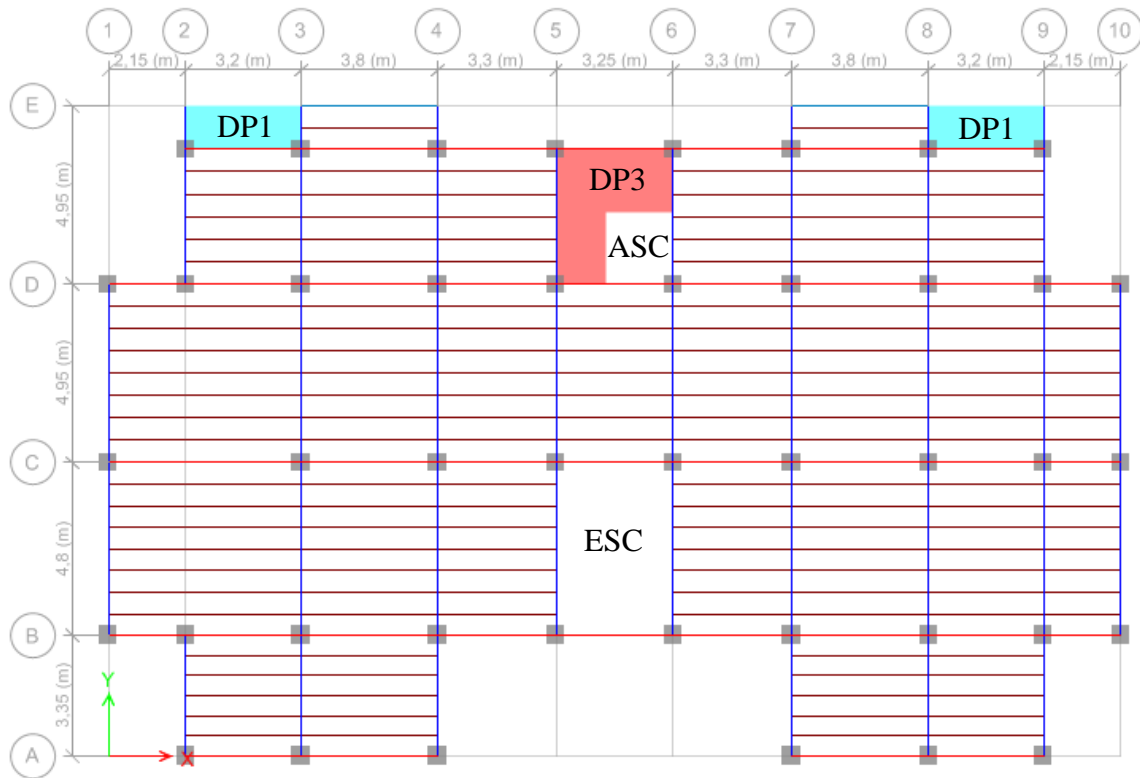 1 2 3 4 5 6 7 8 9 10
2,15 (m) 3,2 (m) 3,8 (m) 3,3 (m) 3,25 (m) 3,3 (m) 3,8 (m) 3,2 (m) 2,15 (m)
E
DP1
DP1
4,95 (m)
DP3
ASC
D
4,95 (m)
C
4,8 (m)
ESC
B
3,35 (m)
Y
A
X